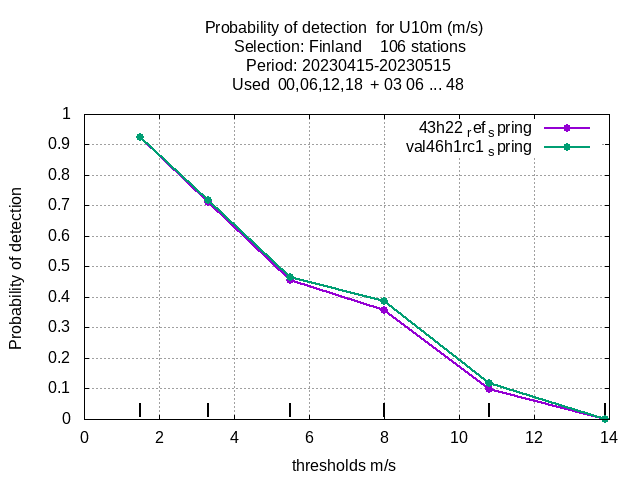 Probability of detection  for U10m (m/s)
Selection: Finland    106 stations
Period: 20230415-20230515
Used  00,06,12,18  + 03 06 ... 48
43h22 refspring
val46h1rc1 spring
1
0.9
0.8
0.7
0.6
0.5
0.4
0.3
0.2
0.1
0
Probability of detection
0 2 4 6 8 10 12 14
thresholds m/s